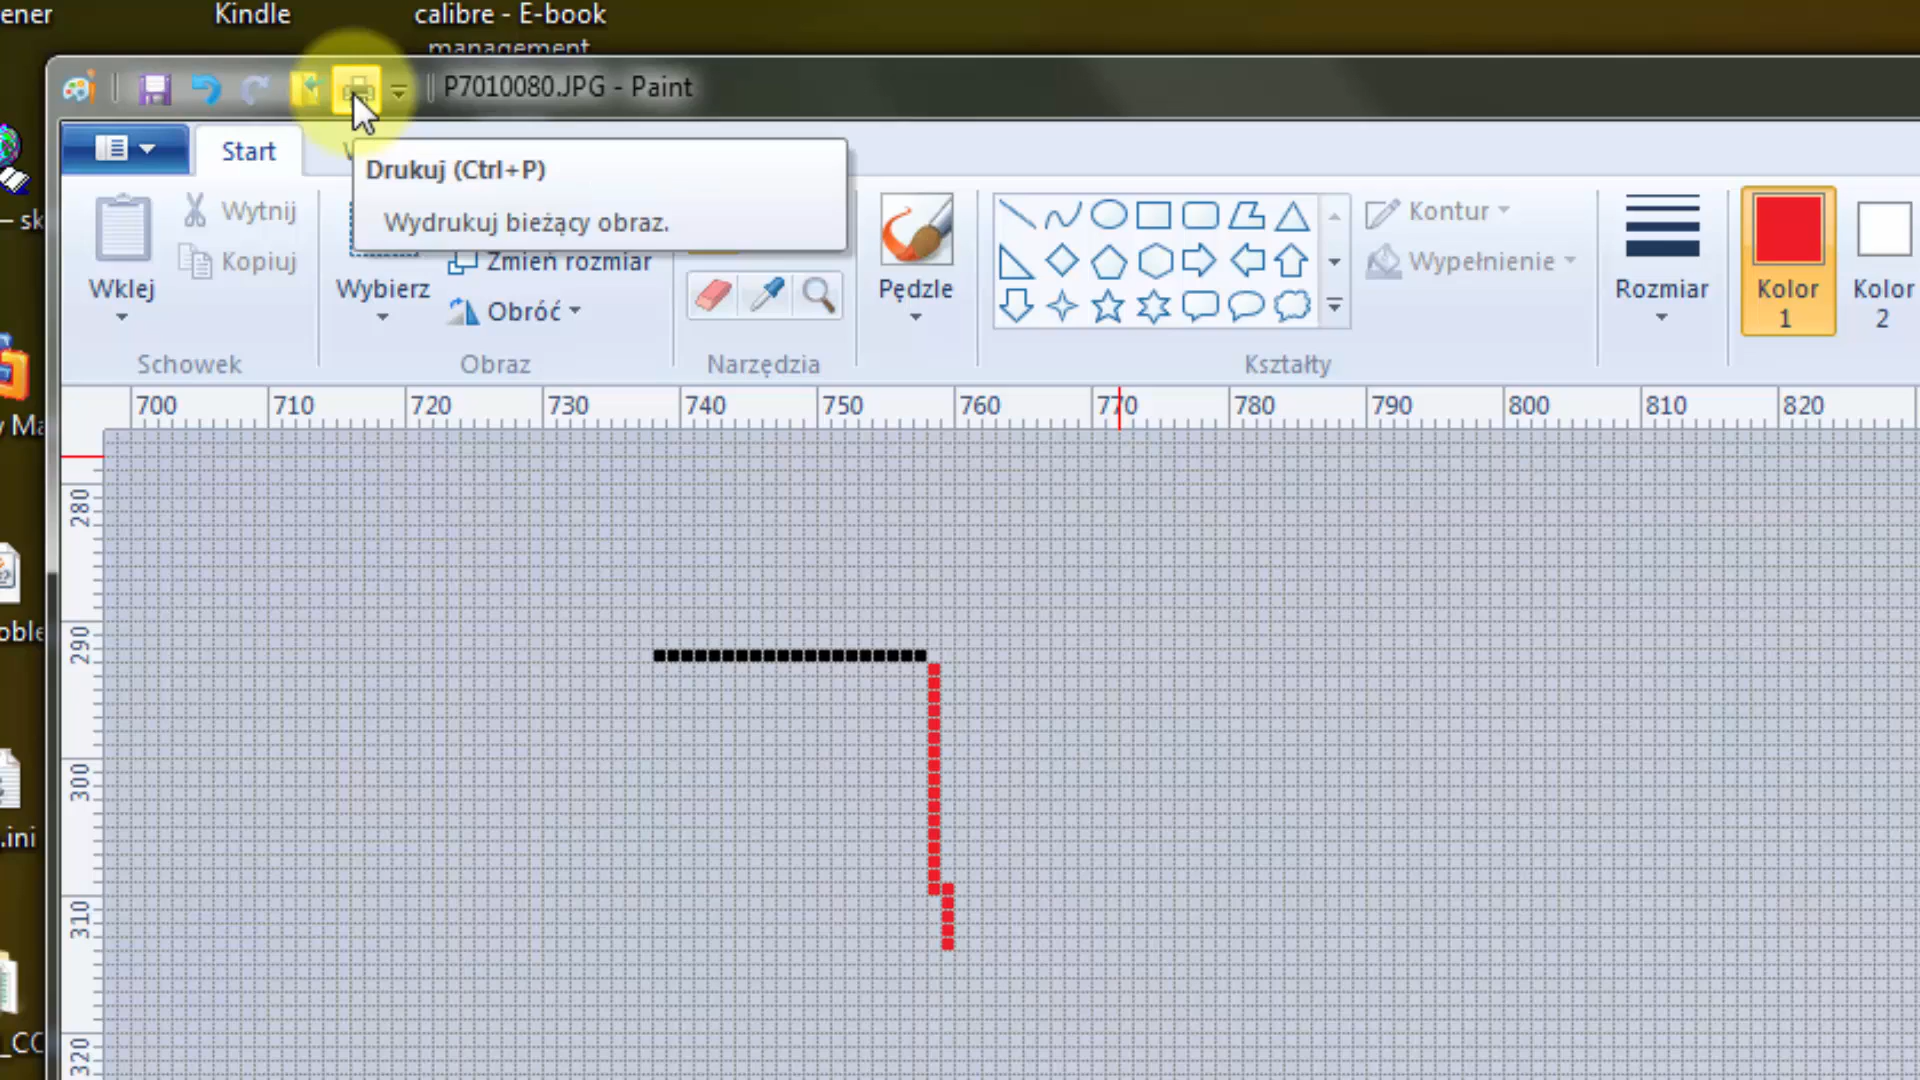 ener
Kindle
calibre - E-book
management
P7010080.JPG - Paint
Start
Drukuj (Ctrl+P)
Wydrukuj bieżący obraz.
Wklej
Wytnij
Kopiuj
Schowek
Wybierz
Zmień rozmiar
Obróć
Obraz
Narzędzia
Pędzle
Kształty
Kontur
Wypełnienie
Rozmiar
Kolor
1
Kolor
2
700 710 720 730 740 750 760 770 780 790 800 810 820
280
290
300
310
320
– sk
y Ma
oble
.ini
_CC